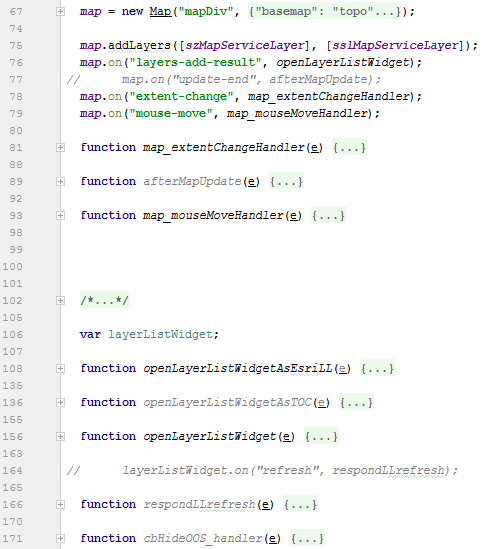 67 map = new Map("mapDiv", {"basemap": "topo"...});
74
75 map.addLayers([szMapServiceLayer], [sslMapServiceLayer]);
76 map.on("layers-add-result", openLayerListWidget);
77 // map.on("update-end", afterMapUpdate);
78 map.on("extent-change", map_extentChangeHandler);
79 map.on("mouse-move", map_mouseMoveHandler);
80
81 function map_extentChangeHandler(e) {...}
88
89 function afterMapUpdate(e) {...}
92
93 function map_mouseMoveHandler(e) {...}
98
99
100
101
102 /*...*/
105
106 var layerListWidget;
107
108 function openLayerListWidgetAsEsriLL(e) {...}
135
136 function openLayerListWidgetAsTOC(e) {...}
155
156 function openLayerListWidget(e) {...}
163
164 // layerListWidget.on("refresh", respondLLrefresh);
165
166 function respondLLrefresh(e) {...}
170
171 function cbHideOOS_handler(e) {...}